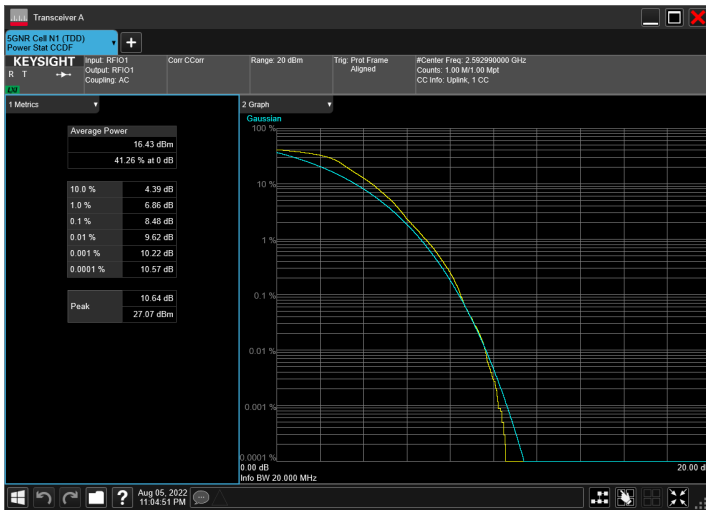 Transceiver A
5GNR Cell N1 (TDD)
Power Stat CCDF
KEYSIGHT
R T
LXI
Input: RFIO1
Output: RFIO1
Coupling: AC
Corr CCorr
Range: 20 dBm
Trig: Prot Frame
Aligned
#Center Freq: 2.592990000 GHz
Counts: 1.00 M/1.00 Mpt
CC Info: Uplink, 1 CC
1 Metrics
Average Power
16.43 dBm
41.26 % at 0 dB
10.0 % 4.39 dB
1.0 % 6.86 dB
0.1 % 8.48 dB
0.01 % 9.62 dB
0.001 % 10.22 dB
0.0001 % 10.57 dB
Peak
10.64 dB
27.07 dBm
2 Graph
Gaussian
100 %
10 %
1 %
0.1 %
0.01 %
0.001 %
0.0001 %
0.00 dB
20.00 d
Info BW 20.000 MHz
?
Aug 05, 2022
11:04:51 PM